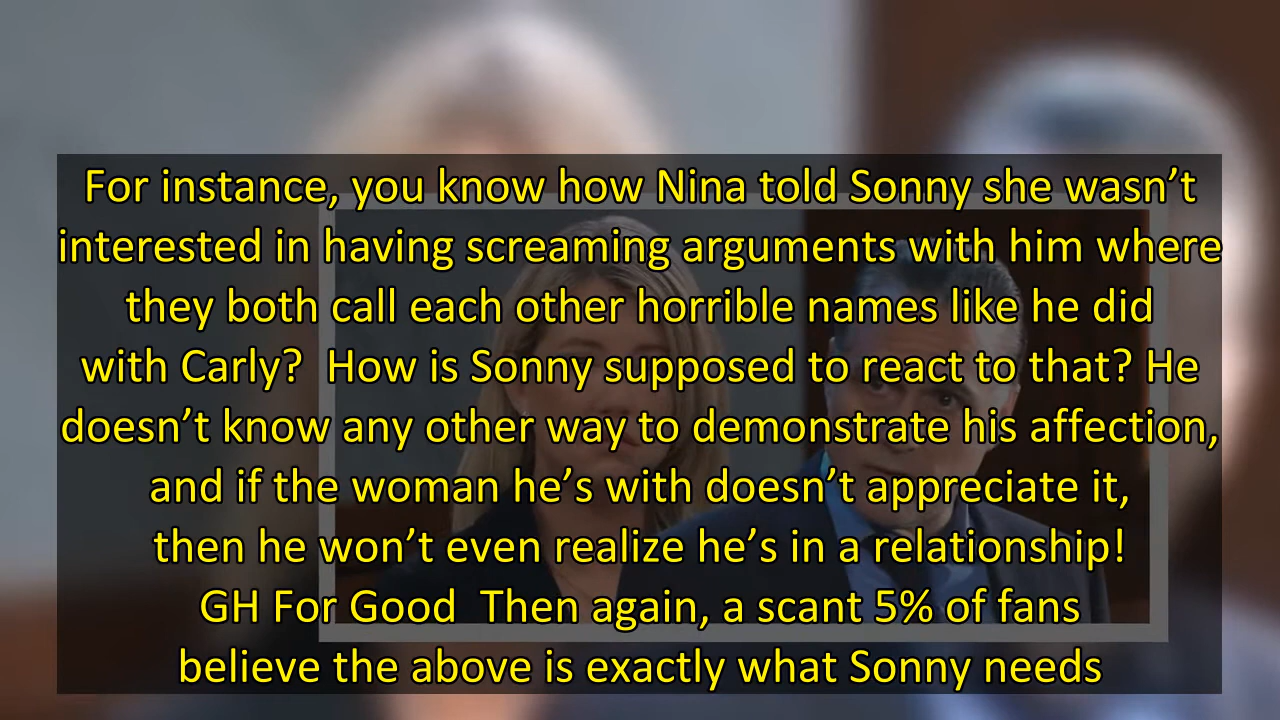 For instance, you know how Nina told Sonny she wasn’t
interested in having screaming arguments with him where
they both call each other horrible names like he did
with Carly?  How is Sonny supposed to react to that? He
doesn’t know any other way to demonstrate his affection,
and if the woman he’s with doesn’t appreciate it,
then he won’t even realize he’s in a relationship!
GH For Good  Then again, a scant 5% of fans
believe the above is exactly what Sonny needs